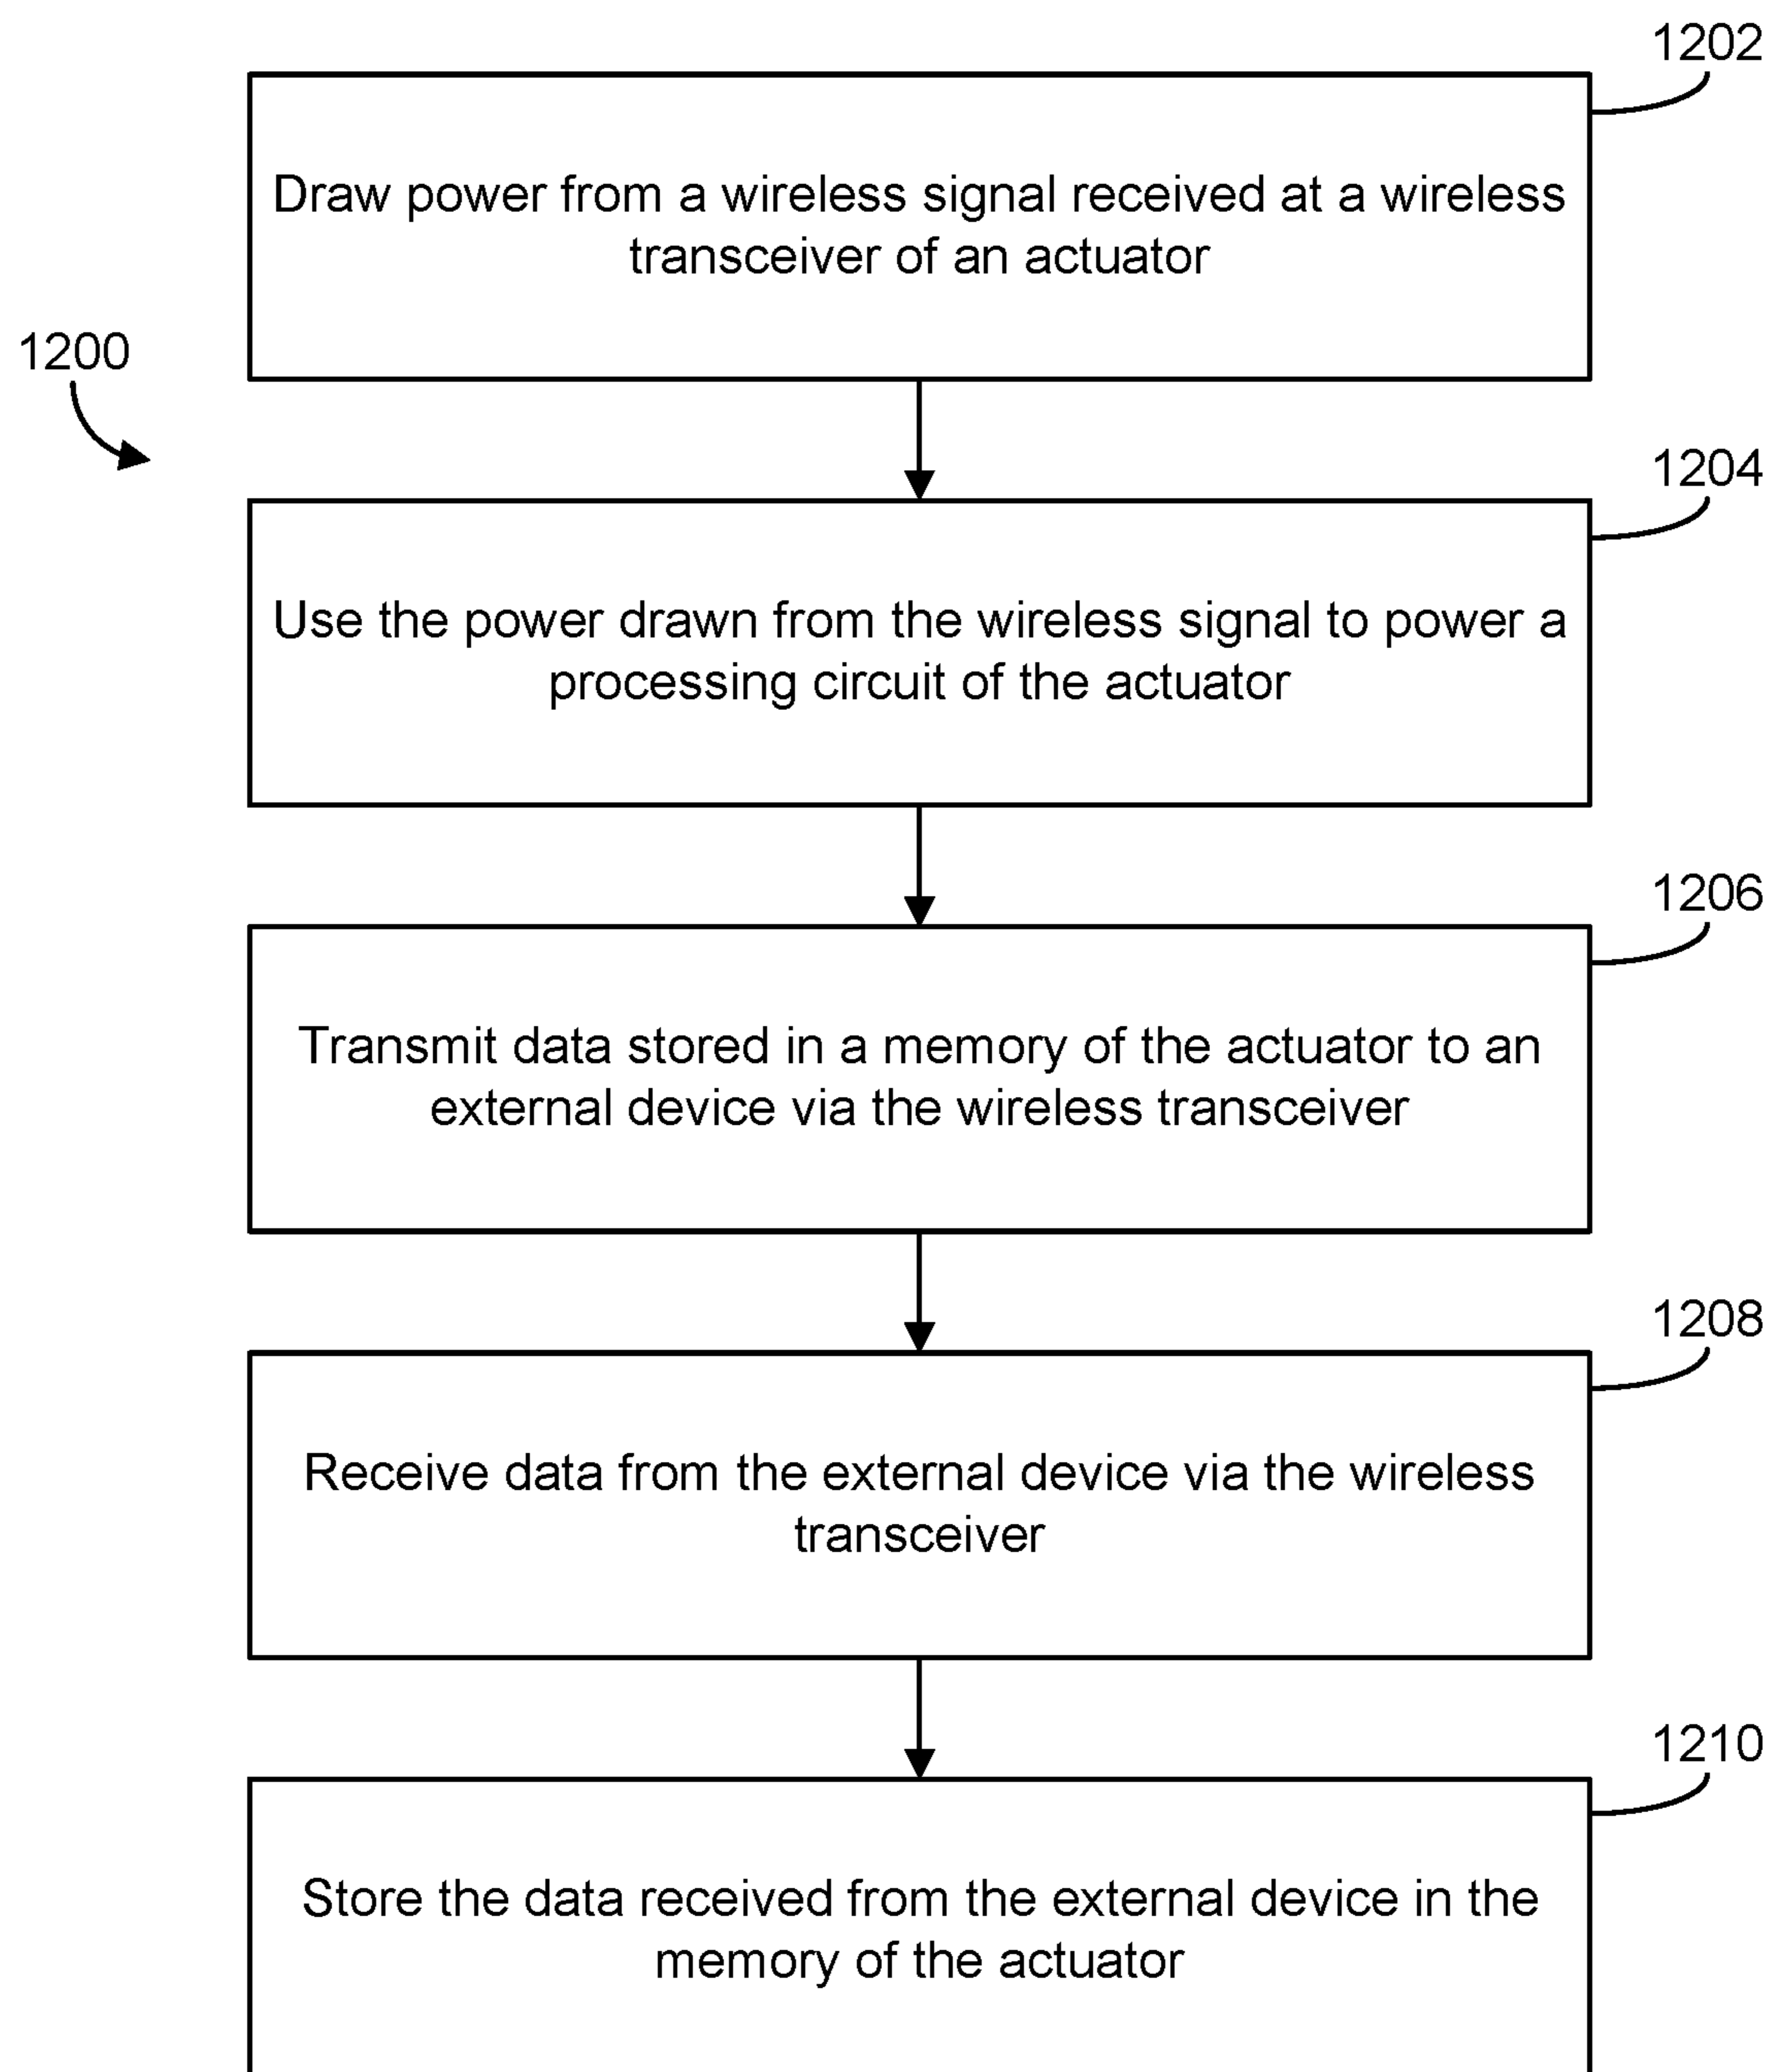 1202
Draw power from a wireless signal received at a wireless
transceiver of an actuator
1200
1204
Use the power drawn from the wireless signal to power a
processing circuit of the actuator
1206
Transmit data stored in a memory of the actuator to an
external device via the wireless transceiver
1208
Receive data from the external device via the wireless
transceiver
1210
Store the data received from the external device in the
memory of the actuator